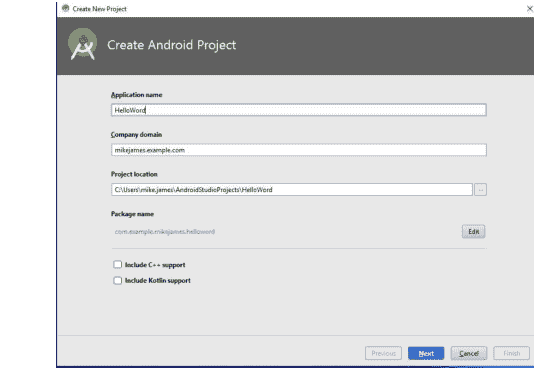 Create New Project
Create Android Project
Application name
HelloWord
Company domain
mikejames.example.com
Project location
C:\Users\mike.james\AndroidStudioProjects\HelloWord
...
Package name
com.example.mikejames.helloword
Edit
Include C++ support
Include Kotlin support
Previous Next Cancel Finish